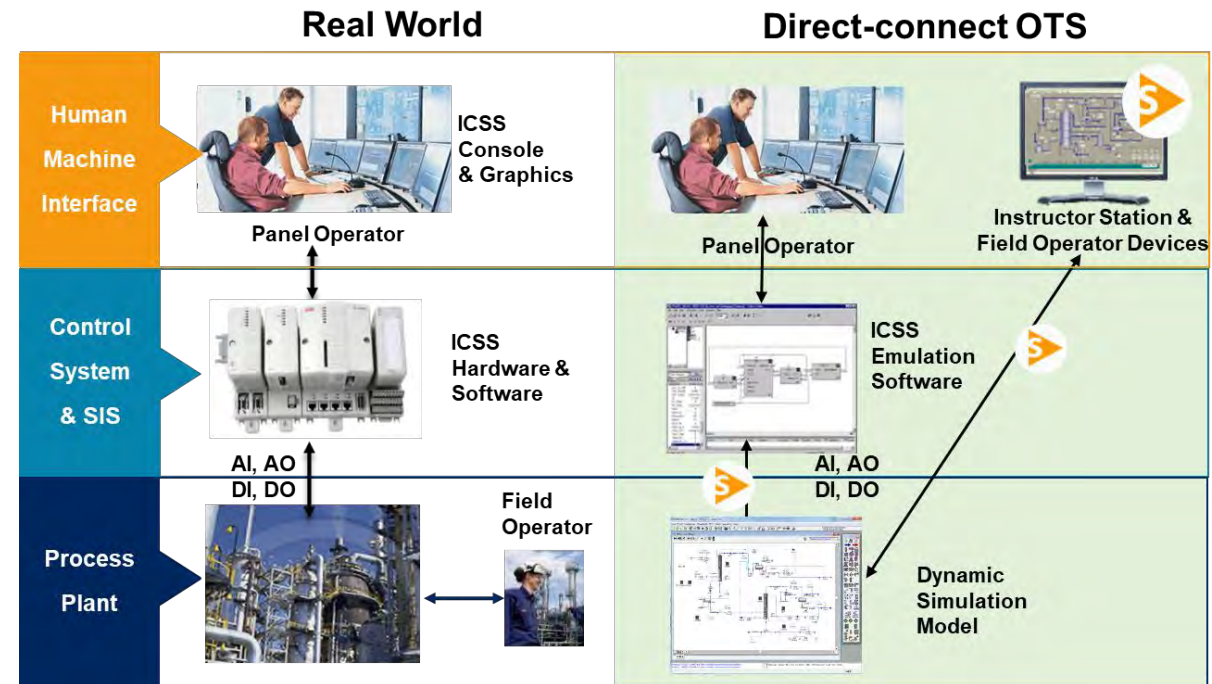 Real World
Direct-connect OTS
Human
Machine
Interface
ICSS
Console
& Graphics
Panel Operator
Panel Operator
S
Instructor Station &
Field Operator Devices
Control
System
& SIS
ICSS
Hardware &
Software
ICSS
Emulation
Software
S
AI, AO
DI, DO
S
AI, AO
DI, DO
Process
Plant
Field
Operator
Dynamic
Simulation
Model